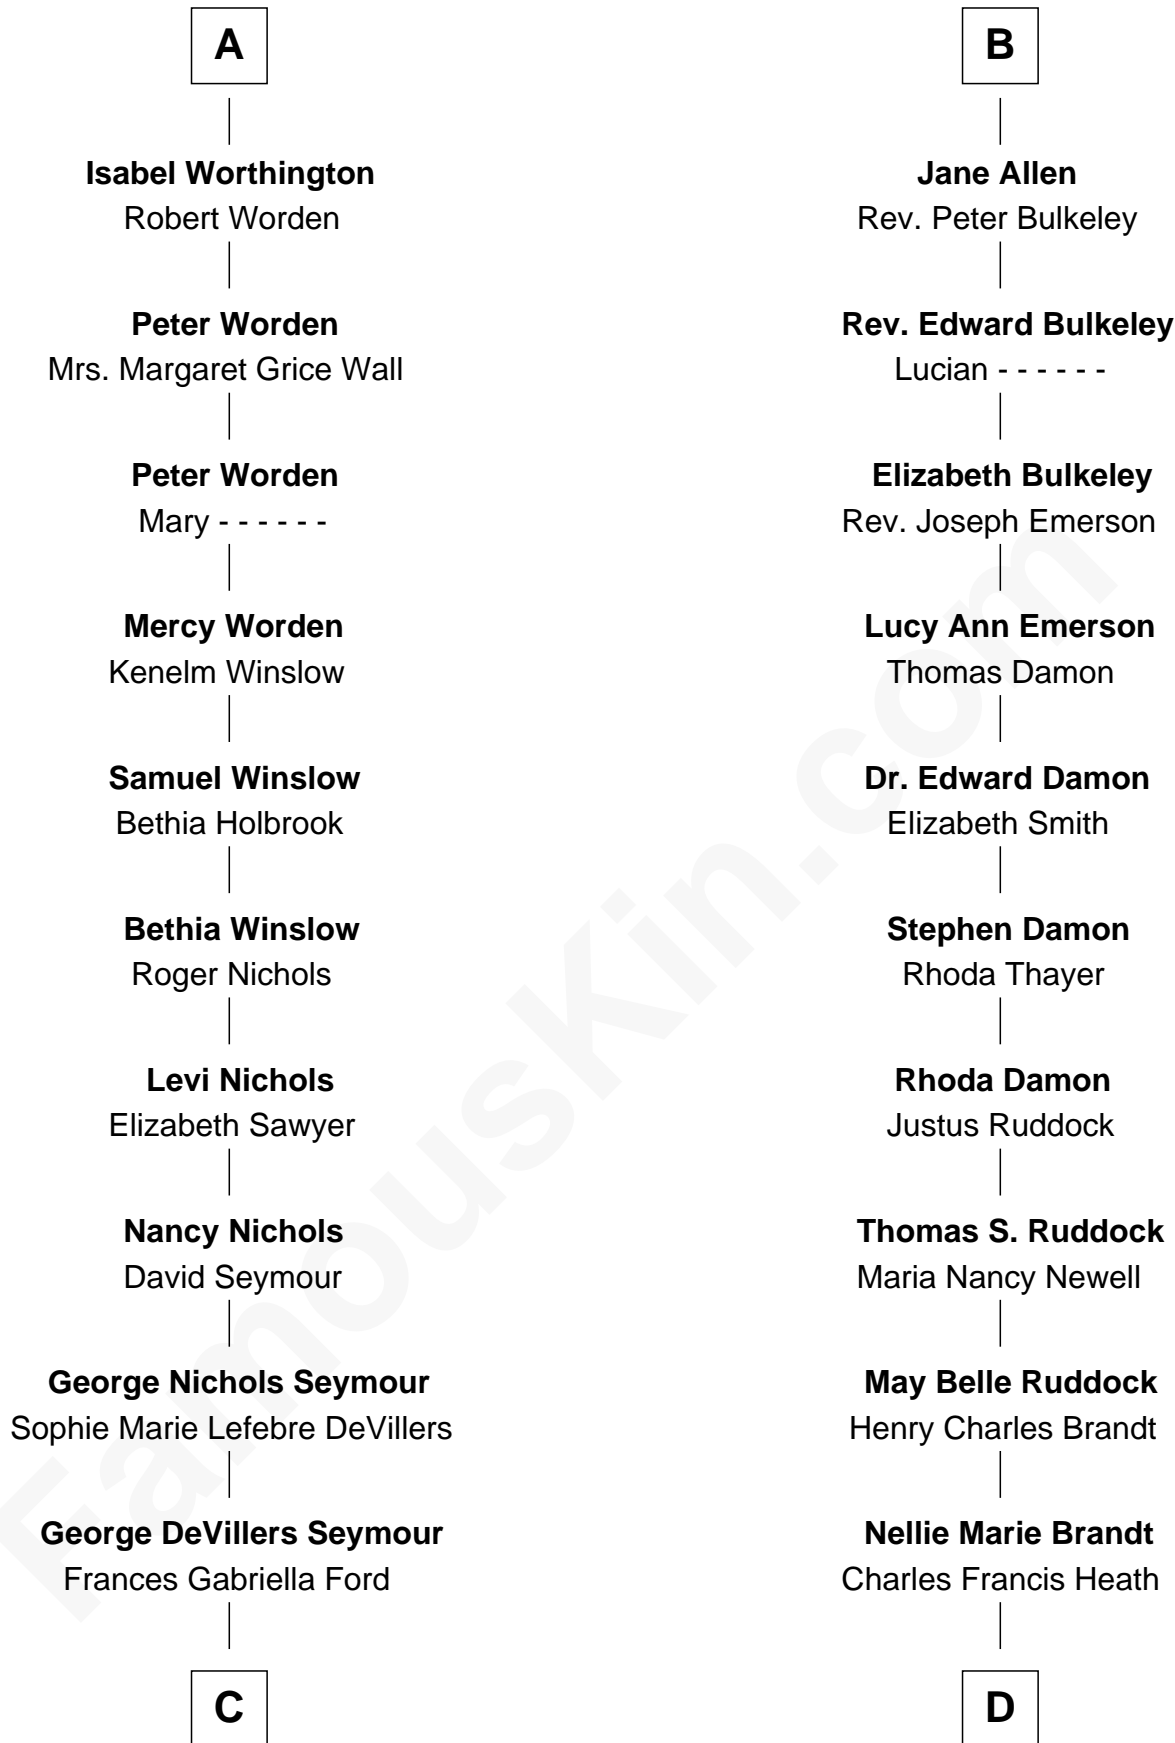 A
Isabel Worthington
Robert Worden
Peter Worden
Mrs. Margaret Grice Wall
Peter Worden
Mary - - - - - -
Mercy Worden
Kenelm Winslow
Samuel Winslow
Bethia Holbrook
Bethia Winslow
Roger Nichols
Levi Nichols
Elizabeth Sawyer
Nancy Nichols
David Seymour
George Nichols Seymour
Sophie Marie Lefebre DeVillers
George DeVillers Seymour
Frances Gabriella Ford
C
B
Jane Allen
Rev. Peter Bulkeley
Rev. Edward Bulkeley
Lucian - - - - - -
Elizabeth Bulkeley
Rev. Joseph Emerson
Lucy Ann Emerson
Thomas Damon
Dr. Edward Damon
Elizabeth Smith
Stephen Damon
Rhoda Thayer
Rhoda Damon
Justus Ruddock
Thomas S. Ruddock
Maria Nancy Newell
May Belle Ruddock
Henry Charles Brandt
Nellie Marie Brandt
Charles Francis Heath
D
FamousKin.com